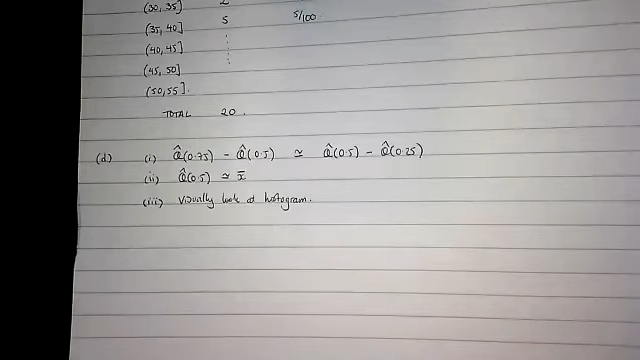 (30, 35] 2
(35, 40] 5 5/100
(40, 45] ⋮
(45, 50] ⋮
(50, 55].
TOTAL 20.
(d) (i) Q̂(0.75) - Q̂(0.5) ≃ Q̂(0.5) - Q̂(0.25)
(ii) Q̂(0.5) ≃ x̄
(iii) Visually look at histogram.